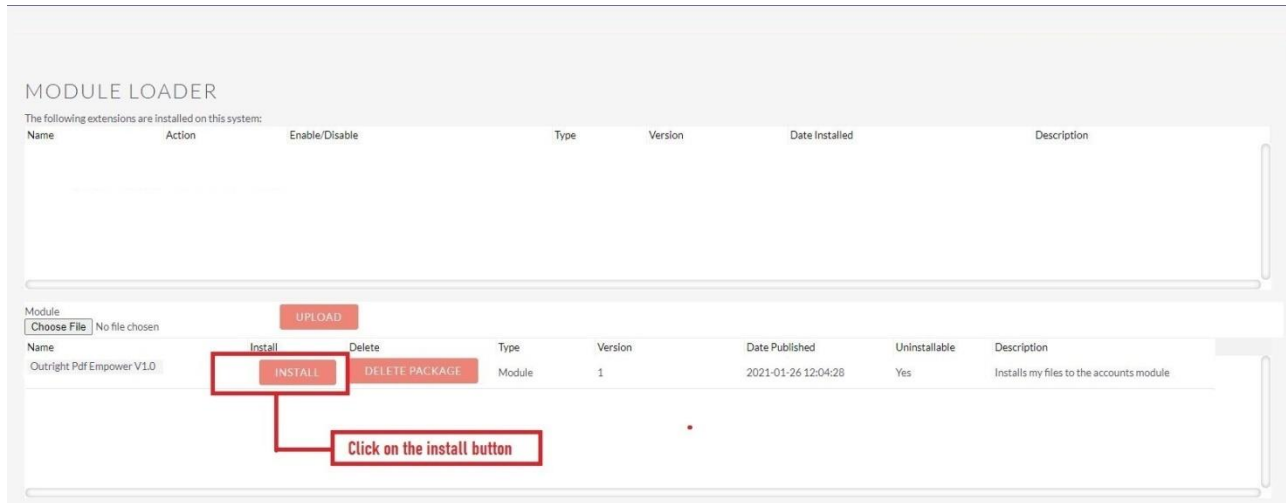 MODULE LOADER
The following extensions are installed on this system:
Name Action Enable/Disable Type Version Date Installed Description
Module
Choose File No file chosen UPLOAD
Name Install Delete Type Version Date Published Uninstallable Description
Outright Pdf Empower V1.0 INSTALL DELETE PACKAGE Module 1 2021-01-26 12:04:28 Yes Installs my files to the accounts module
Click on the install button